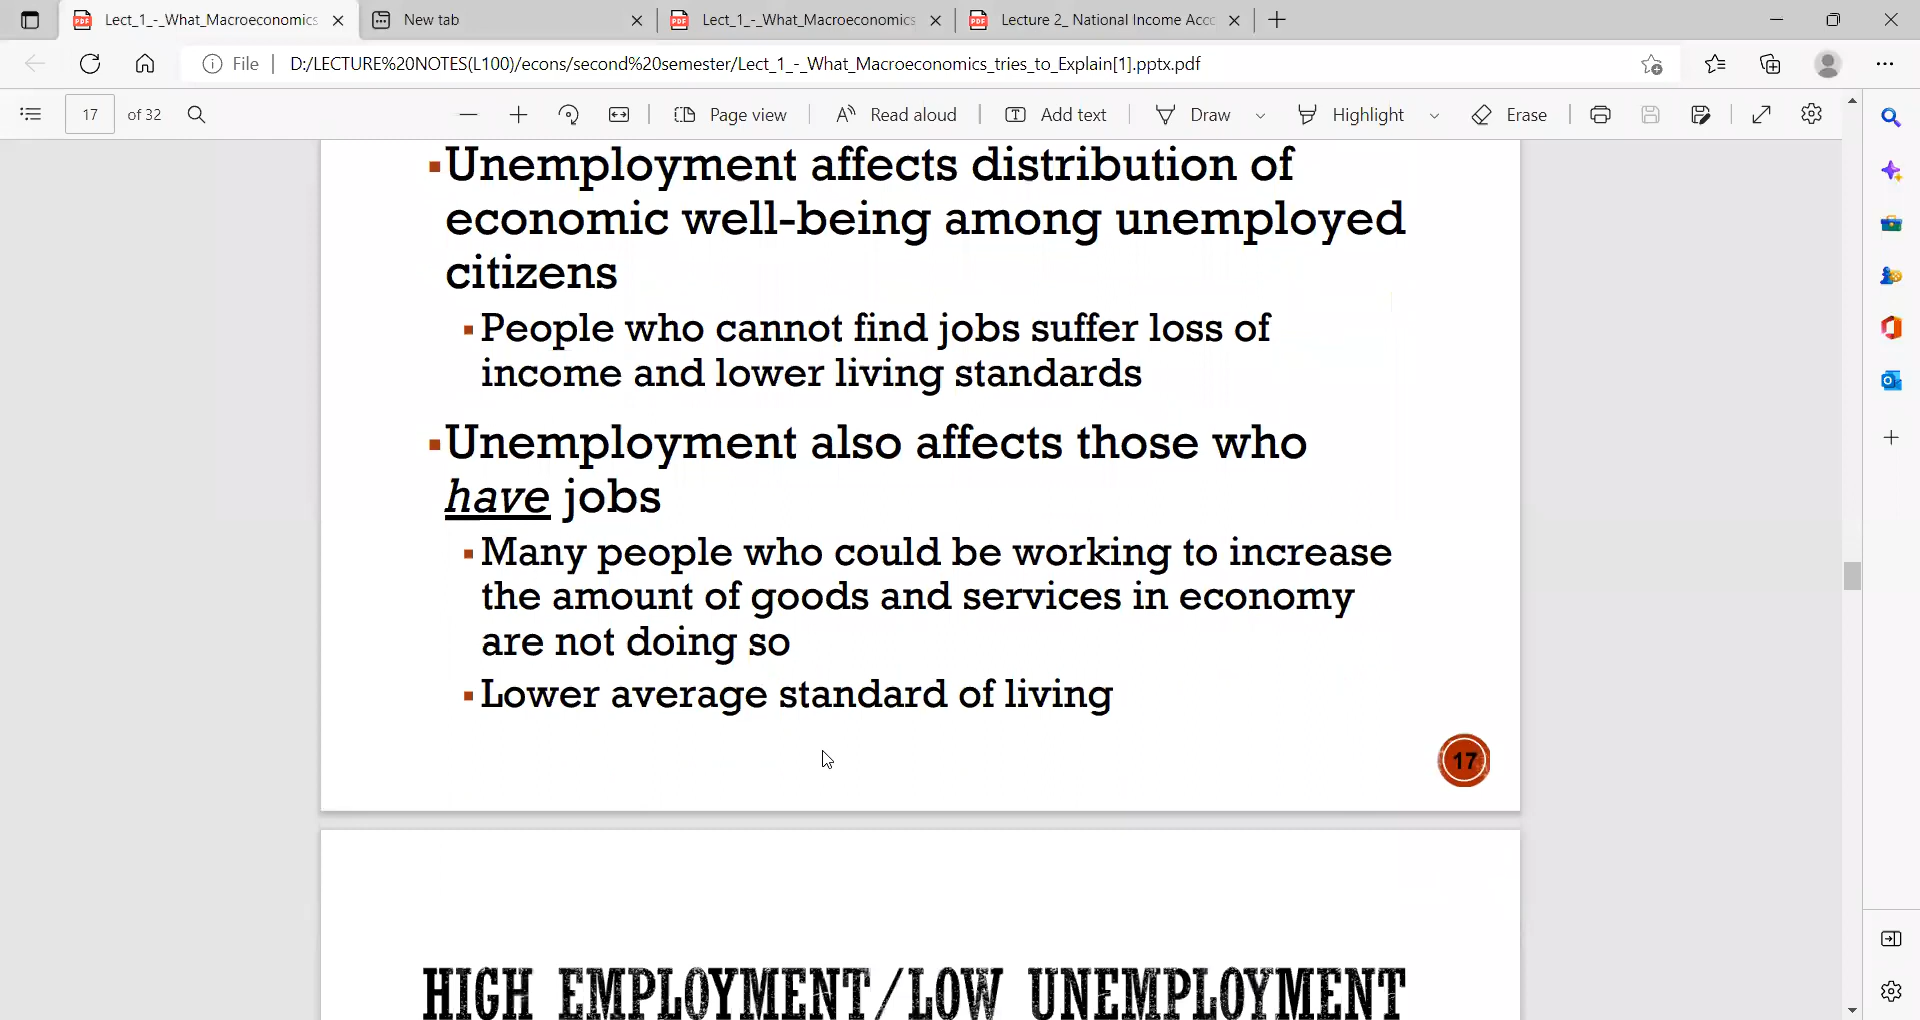 Lect_1_-_What_Macroeconomics
New tab
Lect_1_-_What_Macroeconomics
Lecture 2_ National Income Acc
File
D:/LECTURE%20NOTES(L100)/econs/second%20semester/Lect_1_-_What_Macroeconomics_tries_to_Explain[1].pptx.pdf
17 of 32
Page view
Read aloud
Add text
Draw
Highlight
Erase
Unemployment affects distribution of
economic well-being among unemployed
citizens
People who cannot find jobs suffer loss of
income and lower living standards
Unemployment also affects those who
have jobs
Many people who could be working to increase
the amount of goods and services in economy
are not doing so
Lower average standard of living
17
HIGH EMPLOYMENT/LOW UNEMPLOYMENT